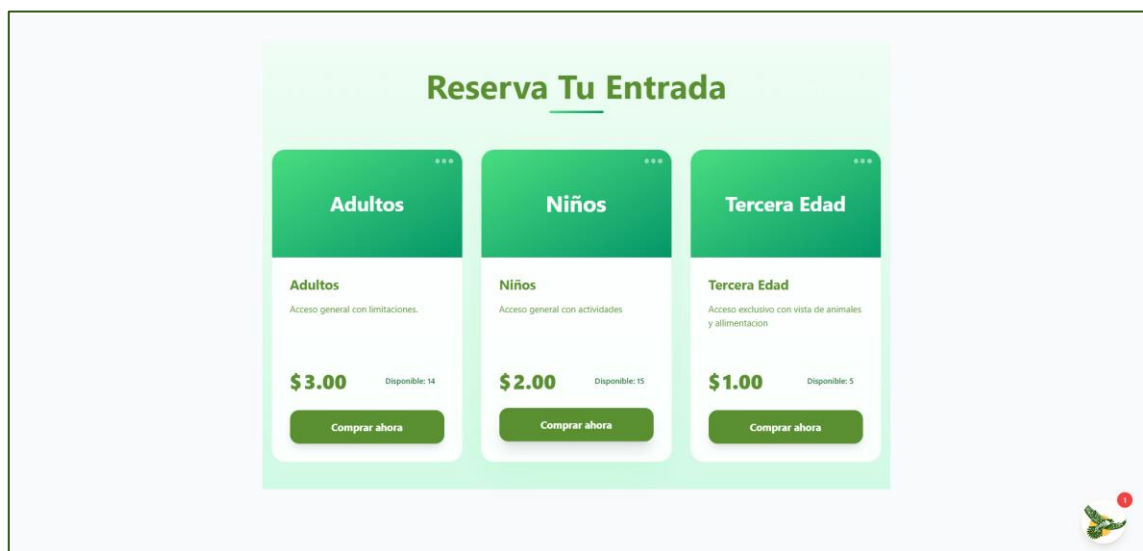 Reserva Tu Entrada
Adultos
Adultos
Acceso general con limitaciones.
$3.00
Disponible: 14
Comprar ahora
Niños
Niños
Acceso general con actividades
$2.00
Disponible: 15
Comprar ahora
Tercera Edad
Tercera Edad
Acceso exclusivo con vista de animales
y allimentacion
$1.00
Disponible: 5
Comprar ahora
1